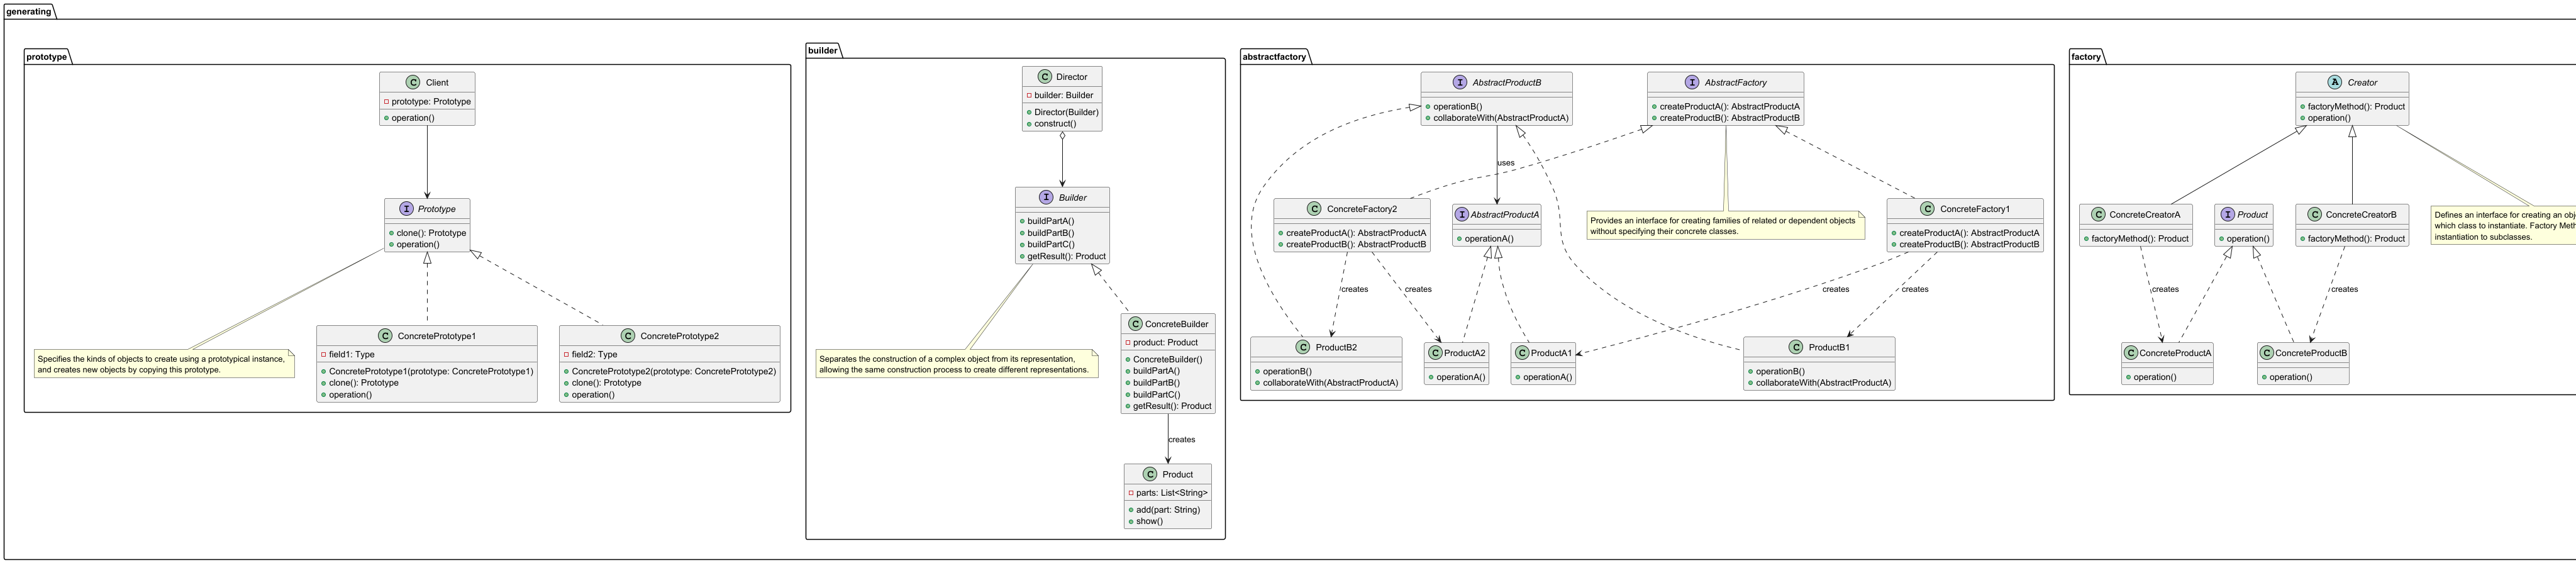 generating
prototype
Client
prototype: Prototype
operation()
Prototype
clone(): Prototype
operation()
Specifies the kinds of objects to create using a prototypical instance,
and creates new objects by copying this prototype.
ConcretePrototype1
field1: Type
ConcretePrototype1(prototype: ConcretePrototype1)
clone(): Prototype
operation()
ConcretePrototype2
field2: Type
ConcretePrototype2(prototype: ConcretePrototype2)
clone(): Prototype
operation()
builder
Director
builder: Builder
Director(Builder)
construct()
Builder
buildPartA()
buildPartB()
buildPartC()
getResult(): Product
Separates the construction of a complex object from its representation,
allowing the same construction process to create different representations.
ConcreteBuilder
product: Product
ConcreteBuilder()
buildPartA()
buildPartB()
buildPartC()
getResult(): Product
creates
Product
parts: List<String>
add(part: String)
show()
abstractfactory
AbstractProductB
operationB()
collaborateWith(AbstractProductA)
AbstractFactory
createProductA(): AbstractProductA
createProductB(): AbstractProductB
uses
ConcreteFactory2
createProductA(): AbstractProductA
createProductB(): AbstractProductB
AbstractProductA
operationA()
Provides an interface for creating families of related or dependent objects
without specifying their concrete classes.
ConcreteFactory1
createProductA(): AbstractProductA
createProductB(): AbstractProductB
creates
creates
creates
creates
ProductB2
operationB()
collaborateWith(AbstractProductA)
ProductA2
operationA()
ProductA1
operationA()
ProductB1
operationB()
collaborateWith(AbstractProductA)
factory
Creator
factoryMethod(): Product
operation()
ConcreteCreatorA
factoryMethod(): Product
Product
operation()
ConcreteCreatorB
factoryMethod(): Product
Defines an interface for creating an
which class to instantiate. Factory
instantiation to subclasses.
creates
creates
ConcreteProductA
operation()
ConcreteProductB
operation()